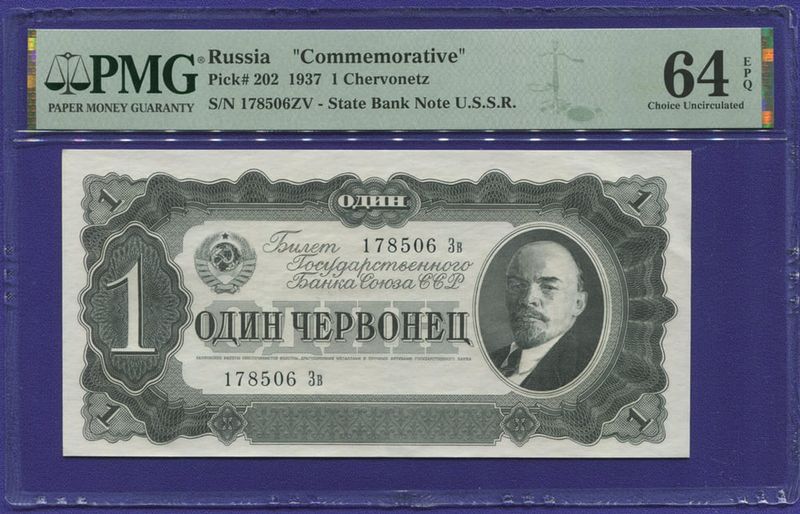 PMG®
PAPER MONEY GUARANTY
Russia "Commemorative"
Pick# 202 1937 1 Chervonetz
S/N 178506ZV - State Bank Note U.S.S.R.
64 EPQ
Choice Uncirculated
1 1
ОДИН
Билет 178506 Зв
Государственного
Банка Союза ССР
1
ОДИН
ОДИН ЧЕРВОНЕЦ
178506 Зв
1 1